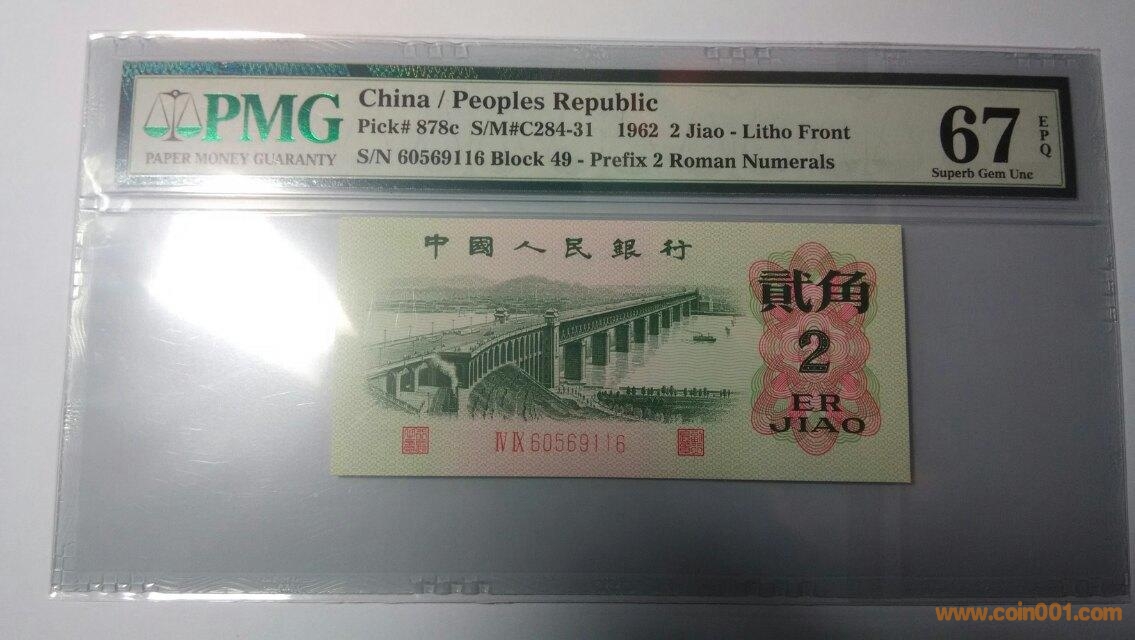 PMG
PAPER MONEY GUARANTY
China / Peoples Republic
Pick# 878c S/M#C284-31 1962 2 Jiao - Litho Front
S/N 60569116 Block 49 - Prefix 2 Roman Numerals
67
EPQ
Superb Gem Unc
中國人民銀行
貳角
2
ER
JIAO
IV IX 60569116
www.coin001.com